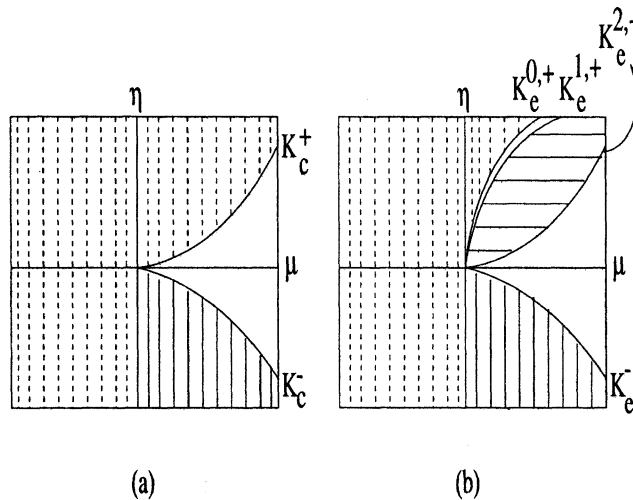 η
K_c^+
μ
K_c^-
(a)
K_e^{2,-
K_e^{0,+} K_e^{1,+}
η
μ
K_e^-
(b)